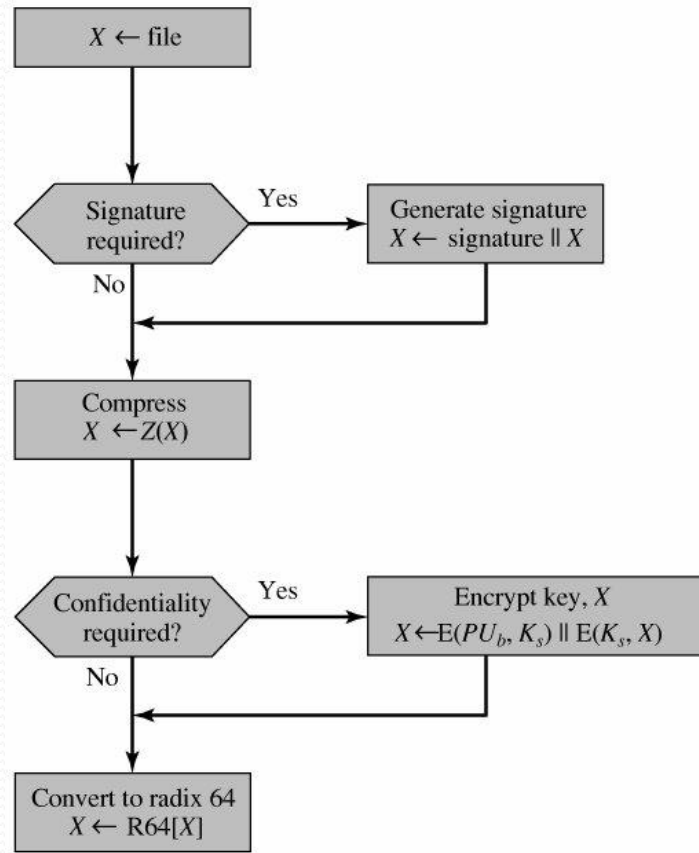 X ← file
Signature
required?
Yes
Generate signature
X ← signature || X
No
Compress
X ← Z(X)
Confidentiality
required?
Yes
Encrypt key, X
X ← E(PU_b, K_s) || E(K_s, X)
No
Convert to radix 64
X ← R64[X]